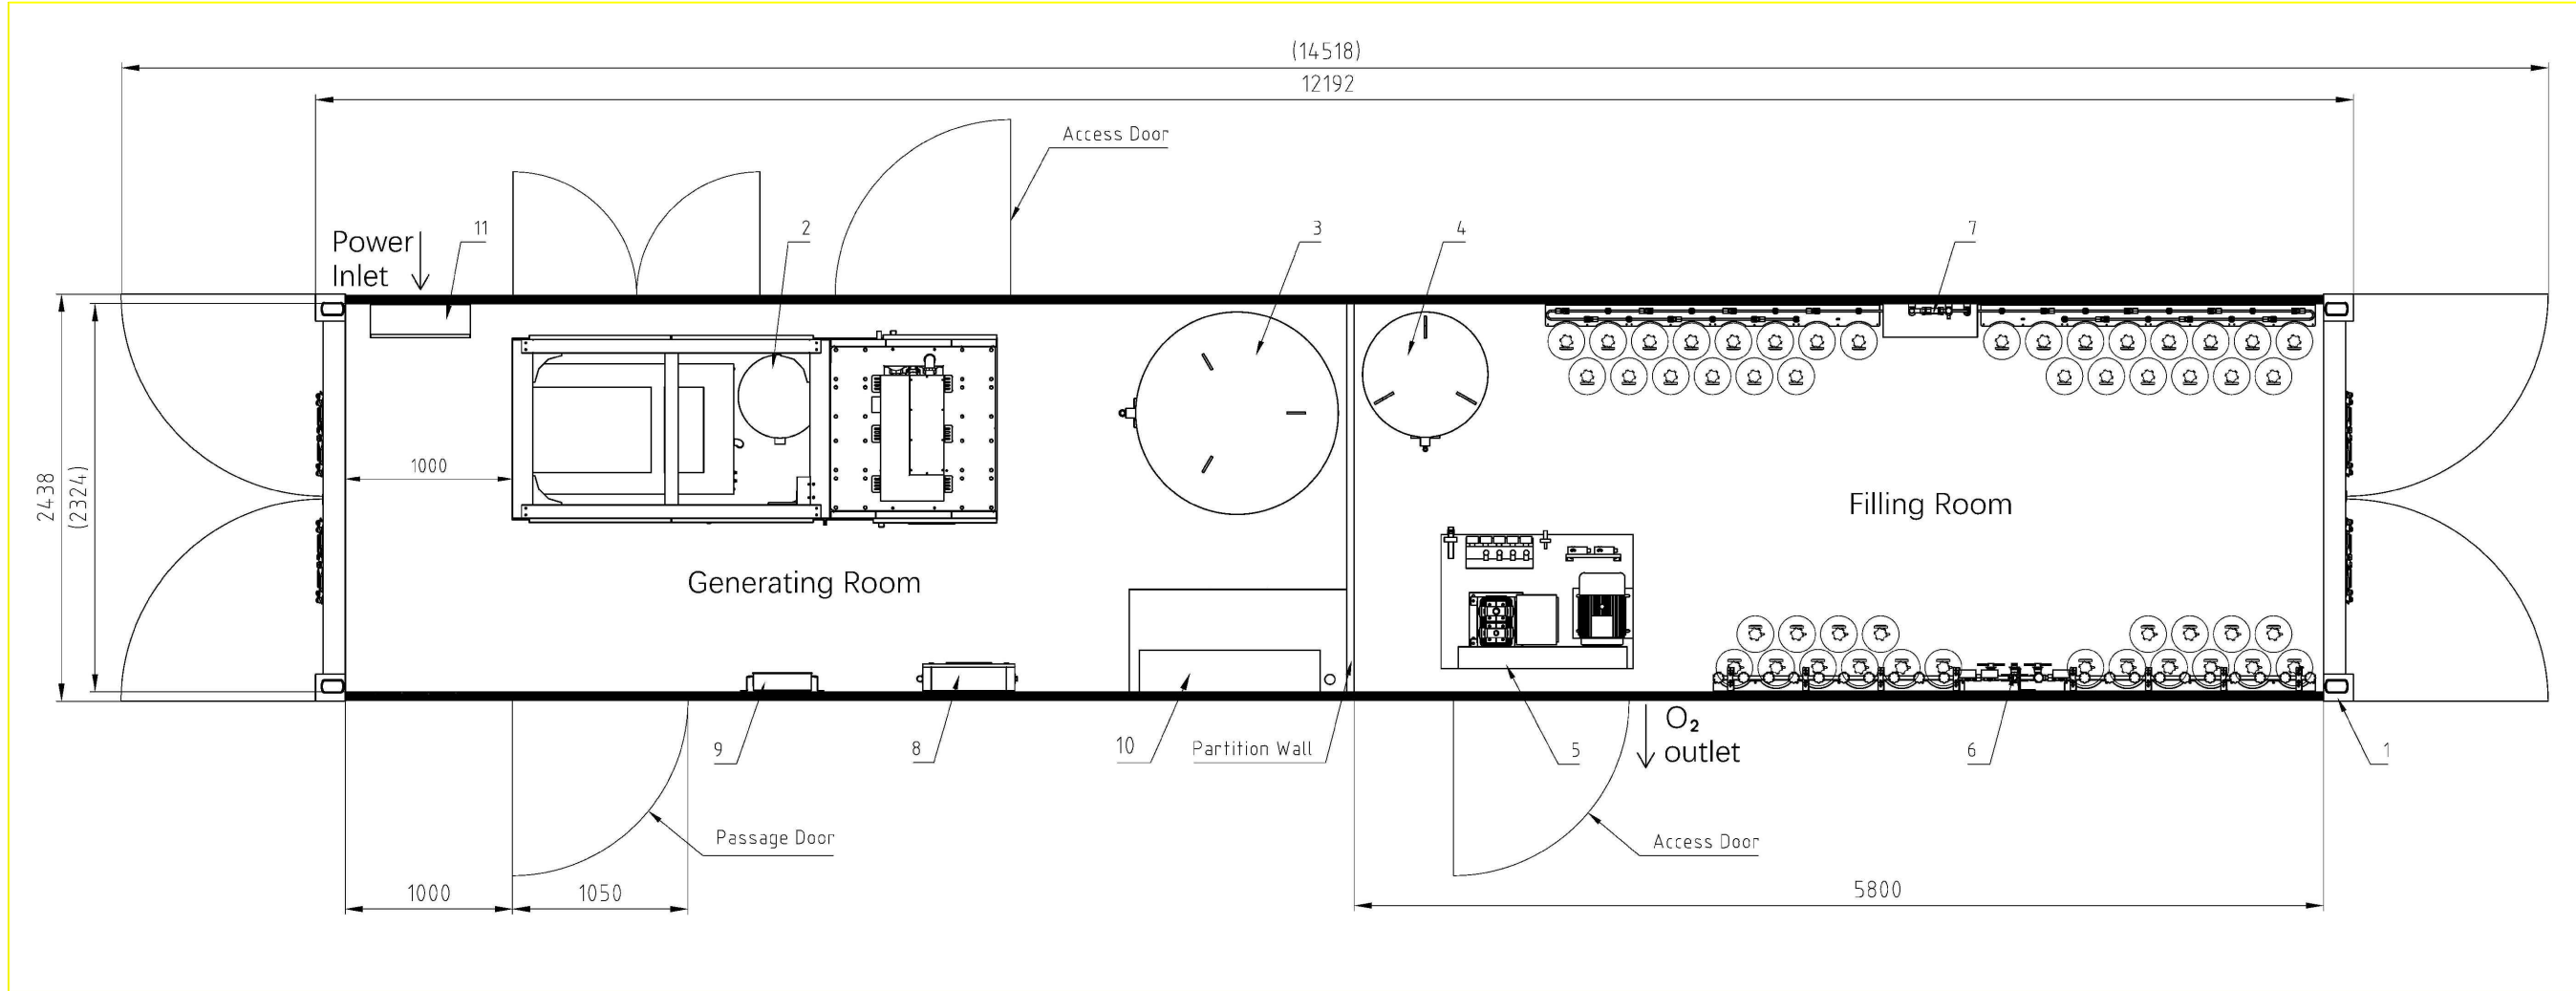 (14518)
12192
Access Door
Power
Inlet
11
2
3
4
7
2438
(2324)
1000
Filling Room
Generating Room
9
8
10
Partition Wall
5
O₂
outlet
6
1
Passage Door
Access Door
1000
1050
5800